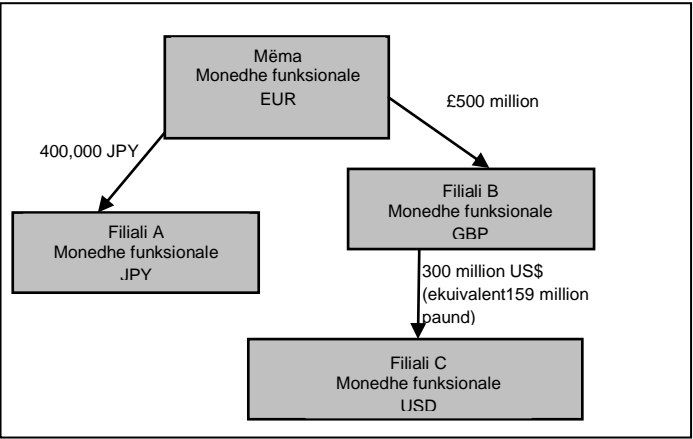 Mëma
Monedhe funksionale
EUR
£500 million
400,000 JPY
Filiali A
Monedhe funksionale
JPY
Filiali B
Monedhe funksionale
GBP
300 million US$
(ekuivalent159 million
paund)
Filiali C
Monedhe funksionale
USD